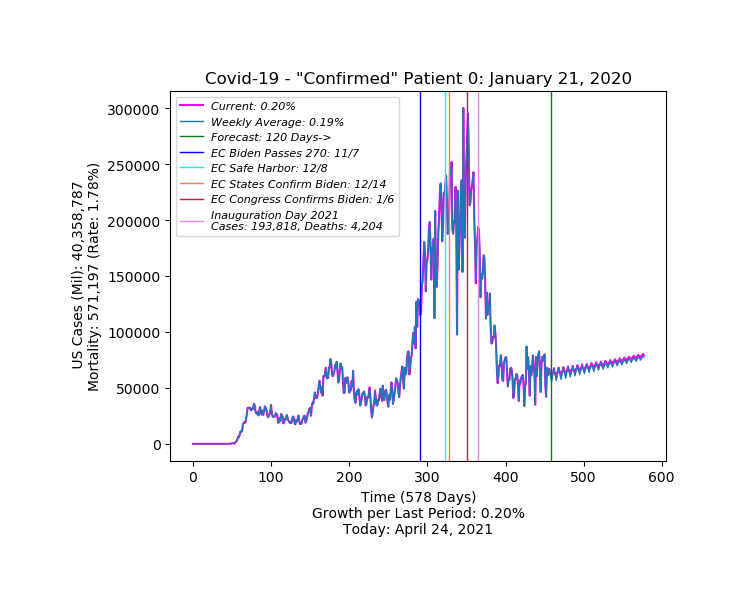 Covid-19 - "Confirmed" Patient 0: January 21, 2020
US Cases (Mil): 40,358,787
Mortality: 571,197 (Rate: 1.78%)
300000
250000
200000
150000
100000
50000
0
Current: 0.20%
Weekly Average: 0.19%
Forecast: 120 Days->
EC Biden Passes 270: 11/7
EC Safe Harbor: 12/8
EC States Confirm Biden: 12/14
EC Congress Confirms Biden: 1/6
Inauguration Day 2021
Cases: 193,818, Deaths: 4,204
0 100 200 300 400 500 600
Time (578 Days)
Growth per Last Period: 0.20%
Today: April 24, 2021